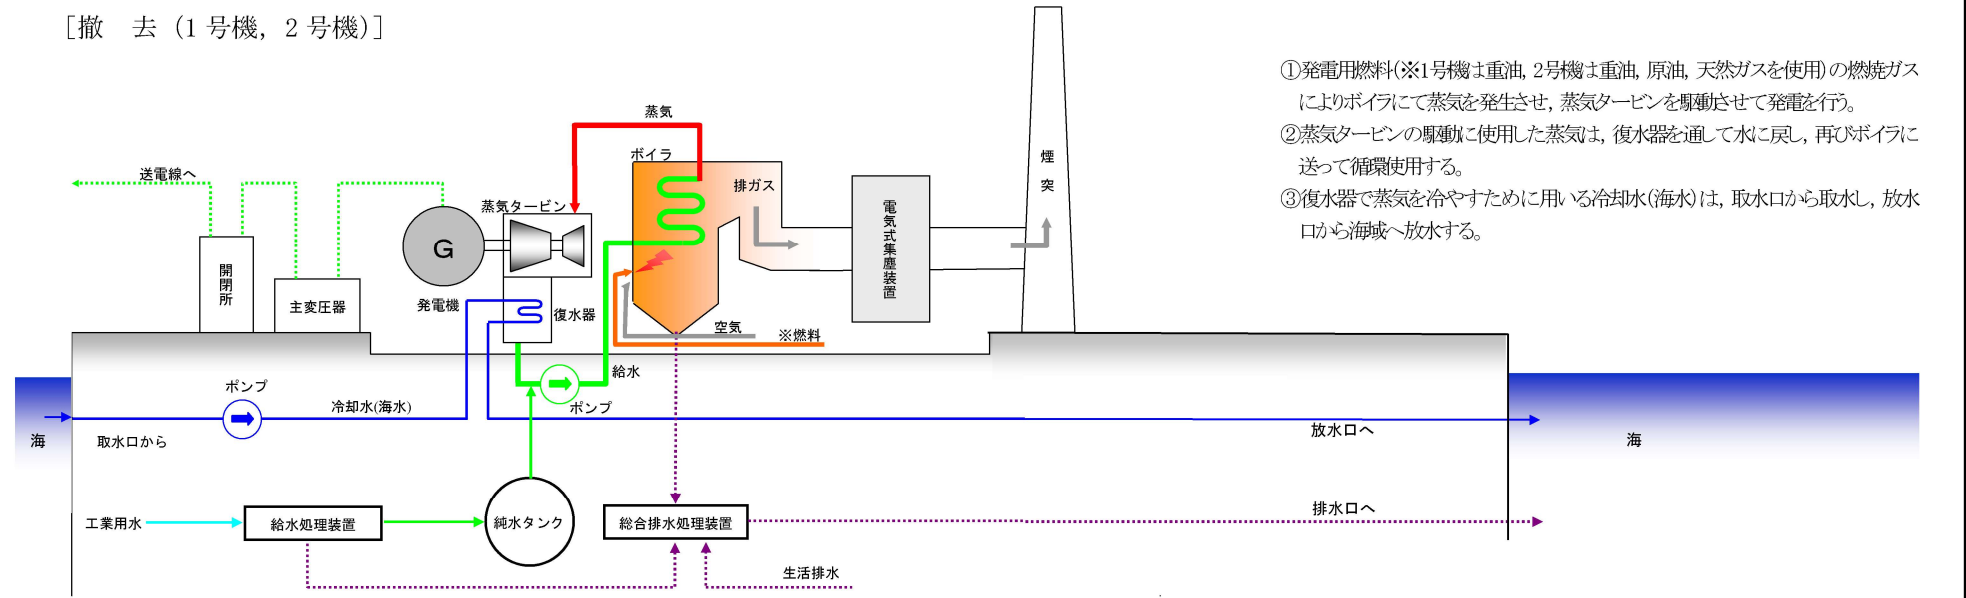 ［撤　去（1 号機，2 号機）］
①発電用燃料(※1号機は重油, 2号機は重油, 原油, 天然ガスを使用)の燃焼ガス
によりボイラにて蒸気を発生させ, 蒸気タービンを駆動させて発電を行う。
②蒸気タービンの駆動に使用した蒸気は, 復水器を通して水に戻し, 再びボイラに
送って循環使用する。
③復水器で蒸気を冷やすために用いる冷却水(海水)は, 取水口から取水し, 放水
口から海域へ放水する。
蒸気
ボイラ
煙突
送電線へ
排ガス
蒸気タービン
電気式集塵装置
G
開閉所
主変圧器
発電機
復水器
空気
※燃料
給水
ポンプ
ポンプ
冷却水(海水)
海
取水口から
放水口へ
海
工業用水
給水処理装置
純水タンク
総合排水処理装置
排水口へ
生活排水